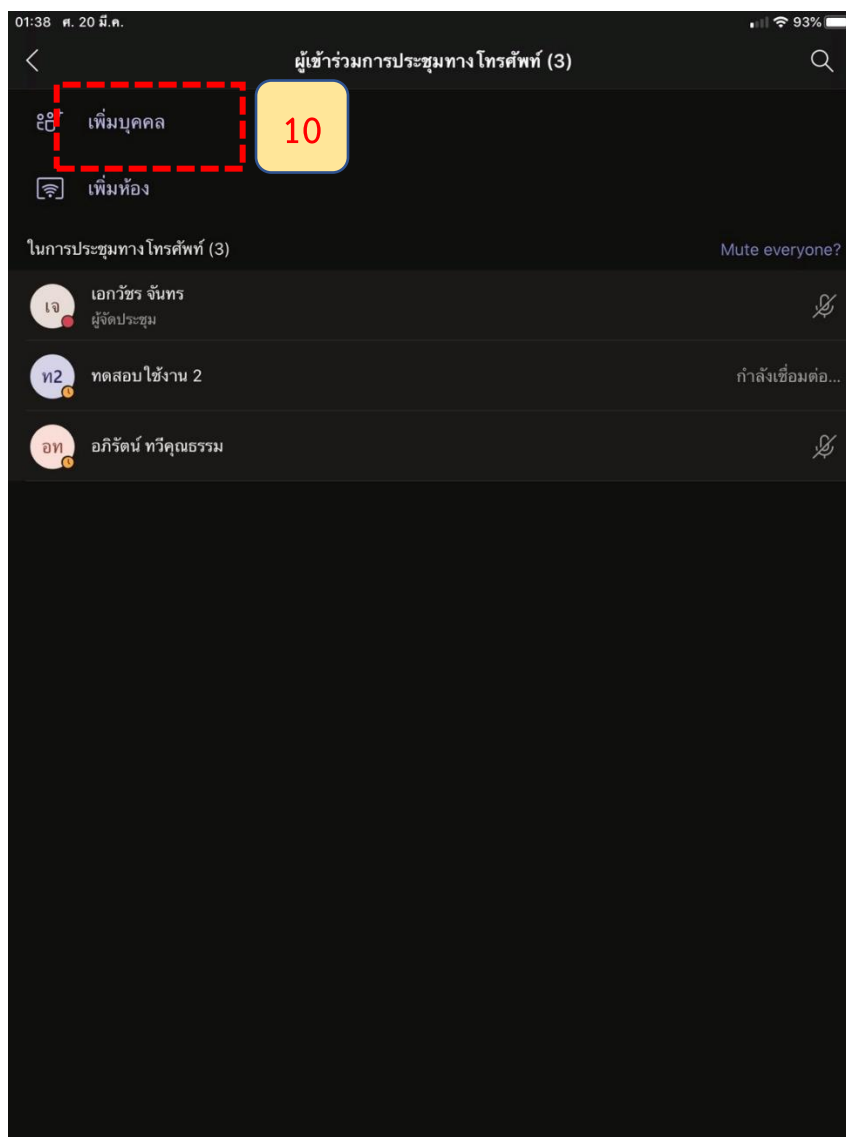 01:38 ศ. 20 มี.ค. 93%
ผู้เข้าร่วมการประชุมทางโทรศัพท์ (3)
เพิ่มบุคคล
10
เพิ่มห้อง
ในการประชุมทางโทรศัพท์ (3) Mute everyone?
เจ เอกวัชร จันทร
ผู้จัดประชุม
ท2 ทดสอบใช้งาน 2 กำลังเชื่อมต่อ...
อท อภิรัตน์ ทวีคุณธรรม